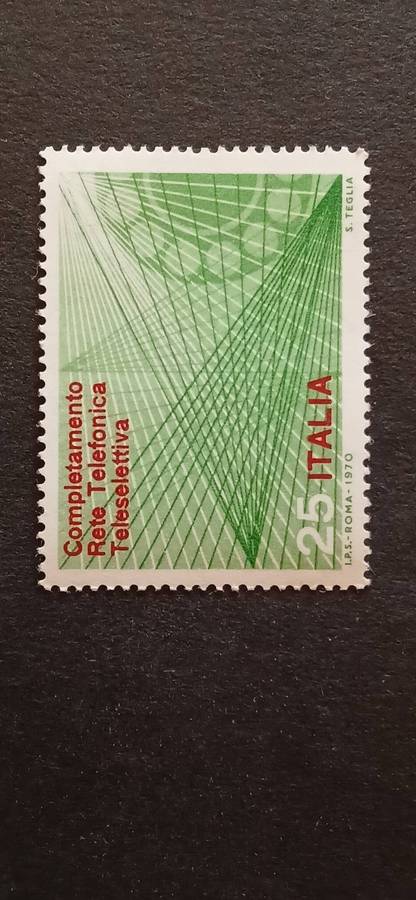 Completamento
Rete Telefonica
Teleselettiva
25 ITALIA
I.P.S.-ROMA-1970
S. TEGLIA